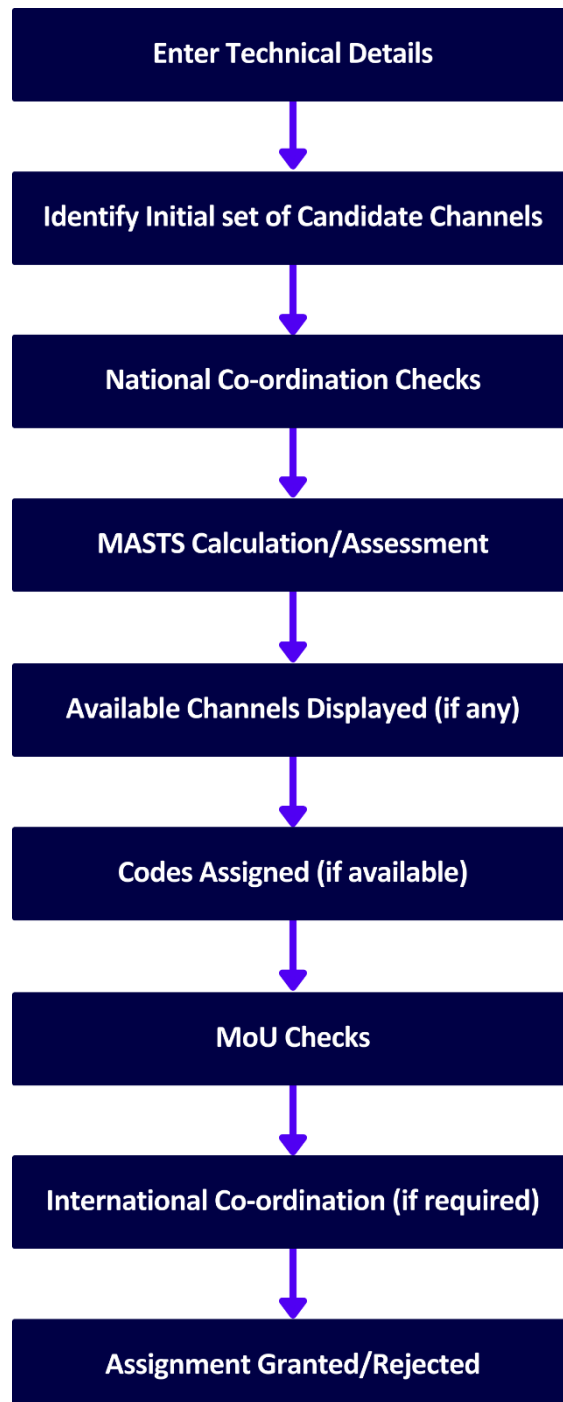 Enter Technical Details
Identify Initial set of Candidate Channels
National Co-ordination Checks
MASTS Calculation/Assessment
Available Channels Displayed (if any)
Codes Assigned (if available)
MoU Checks
International Co-ordination (if required)
Assignment Granted/Rejected